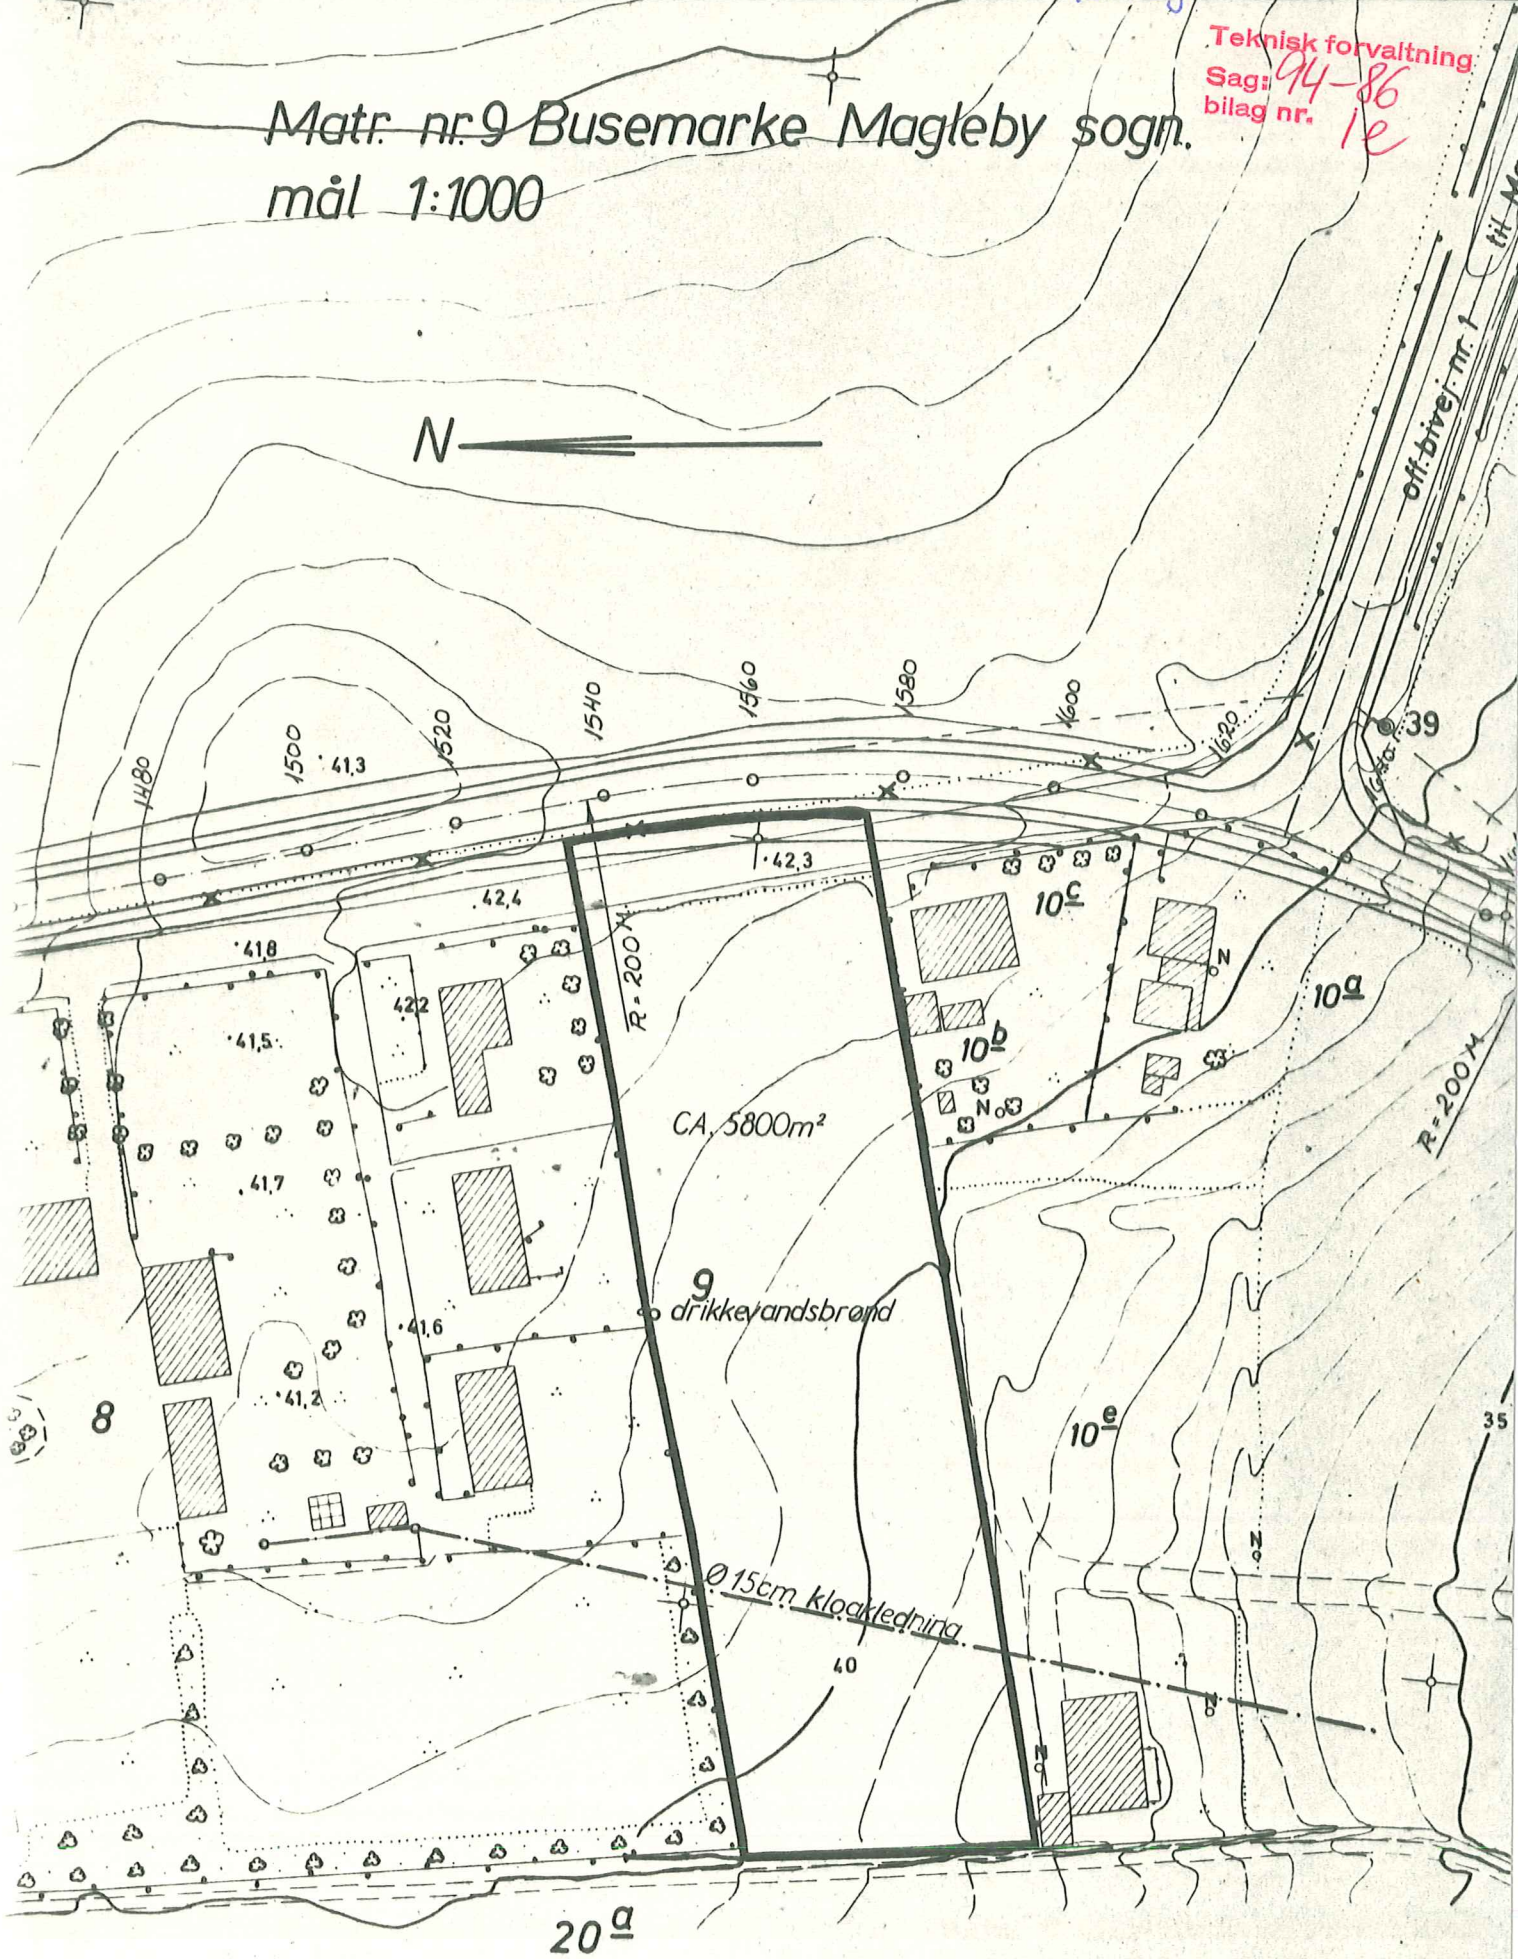 Teknisk forvaltning
Sag: 94-86
bilag nr. 1e
Matr. nr. 9 Busemarke Magleby sogn.
mål 1:1000
til
off. bivej nr. 1
N
1480
1500
1520
1540
1560
1580
1600
1620
41,3
39
42,3
42,4
41,8
42,2
R=200 M
10c
N
10a
41,5
10b
N
CA. 5800m²
R=200 M
41,7
9
drikkevandsbrønd
41,6
8
41,2
10e
35
N
Ø 15cm kloakledning
40
N
N
20a